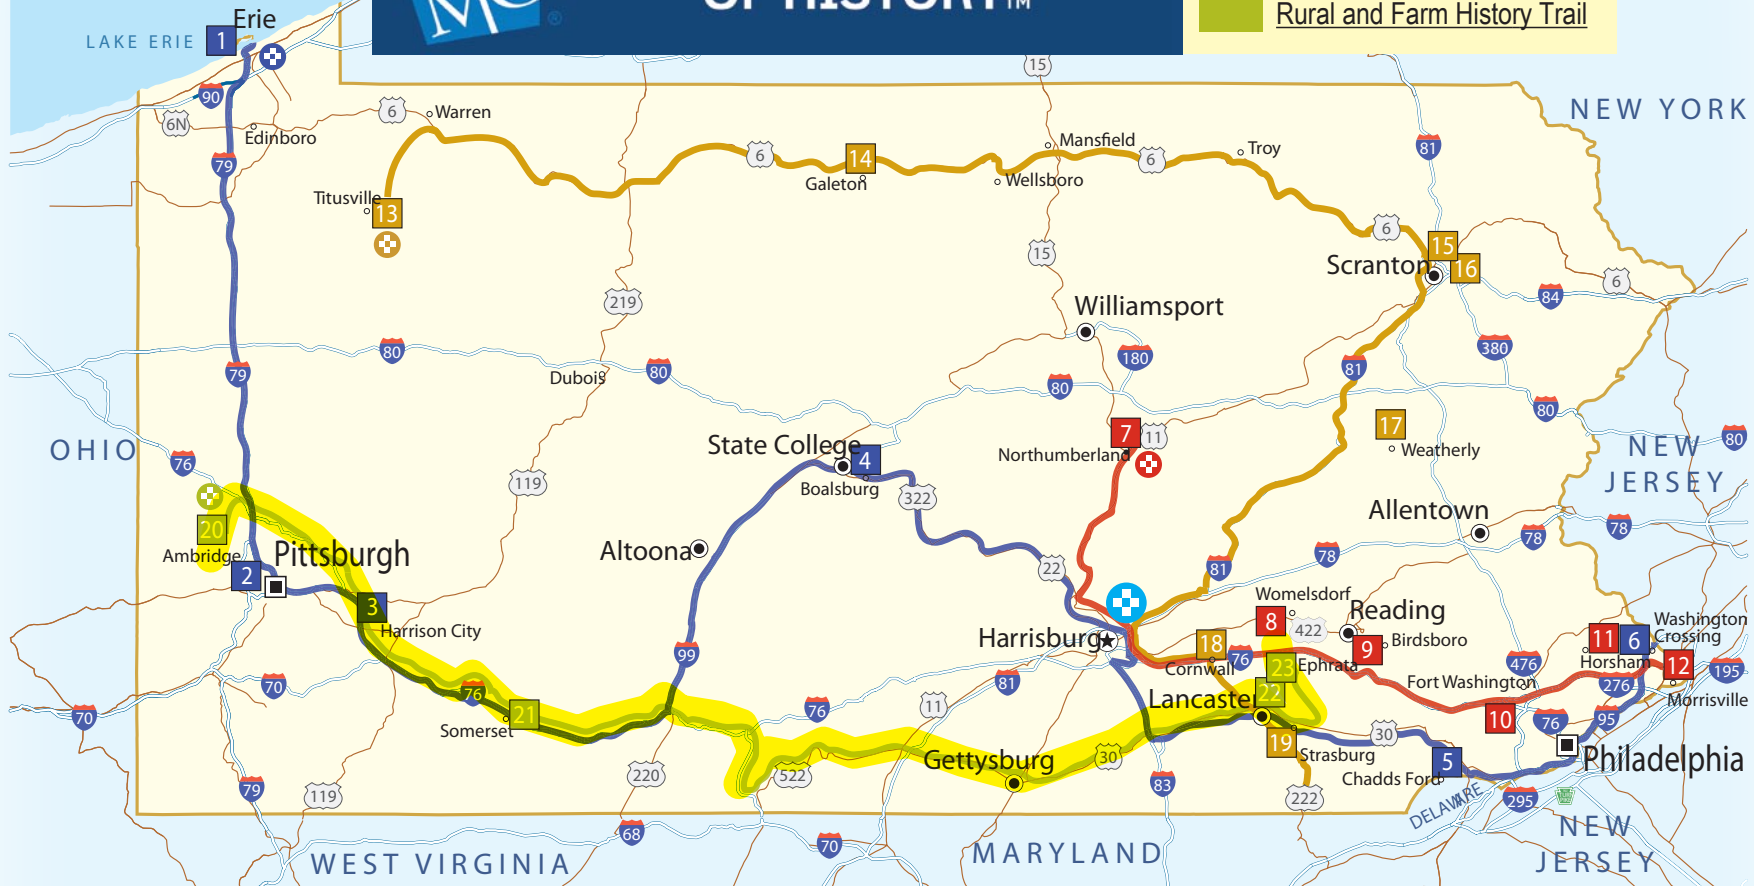 MC
®
OF HISTORY™
Rural and Farm History Trail
Erie
LAKE ERIE
1
15
90
6N
6
Warren
NEW YORK
Edinboro
79
6
14
Galeton
Mansfield
6
Troy
81
Wellsboro
Titusville
13
6
15
Scranton
16
15
219
84
6
Williamsport
80
180
380
79
80
Dubois
80
81
80
7
11
17
80
OHIO
State College
4
Northumberland
Weatherly
NEW
JERSEY
76
Boalsburg
119
322
20
Allentown
Ambridge
Pittsburgh
Altoona
78
78
78
2
22
81
3
Womelsdorf
Harrison City
8
422
Reading
Washington
Crossing
Harrisburg
18
9
Birdsboro
11
6
99
Cornwall
76
23
Ephrata
476
Horsham
12
195
70
76
81
22
Fort Washington
276
Morrisville
Lancaster
70
Somerset
21
76
11
10
76
95
30
19
Strasburg
Gettysburg
30
5
Philadelphia
Chadds Ford
79
119
220
522
83
222
295
DELAWARE
68
70
NEW
JERSEY
WEST VIRGINIA
MARYLAND